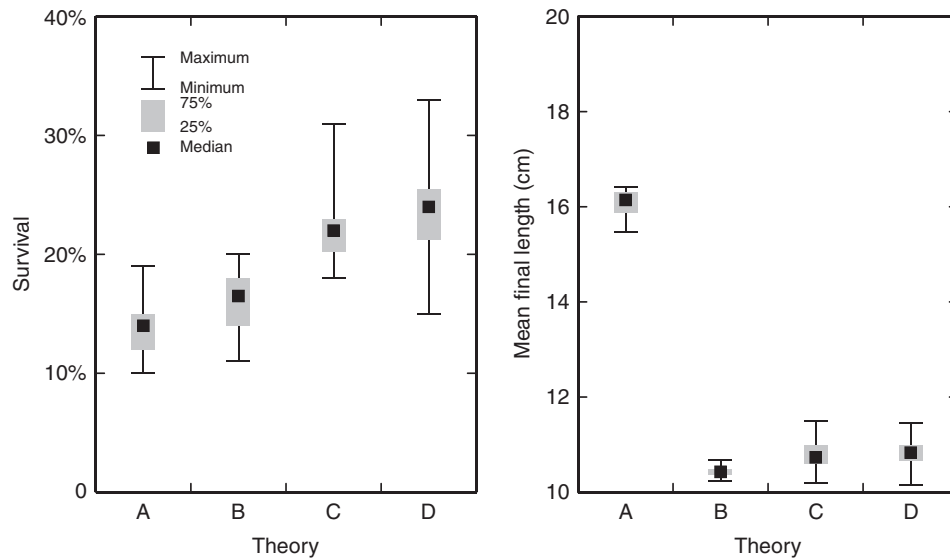 40%
30%
20%
10%
0
Survival
Maximum
Minimum
75%
25%
Median
A B C D
Theory
20
18
16
14
12
10
Mean final length (cm)
A B C D
Theory